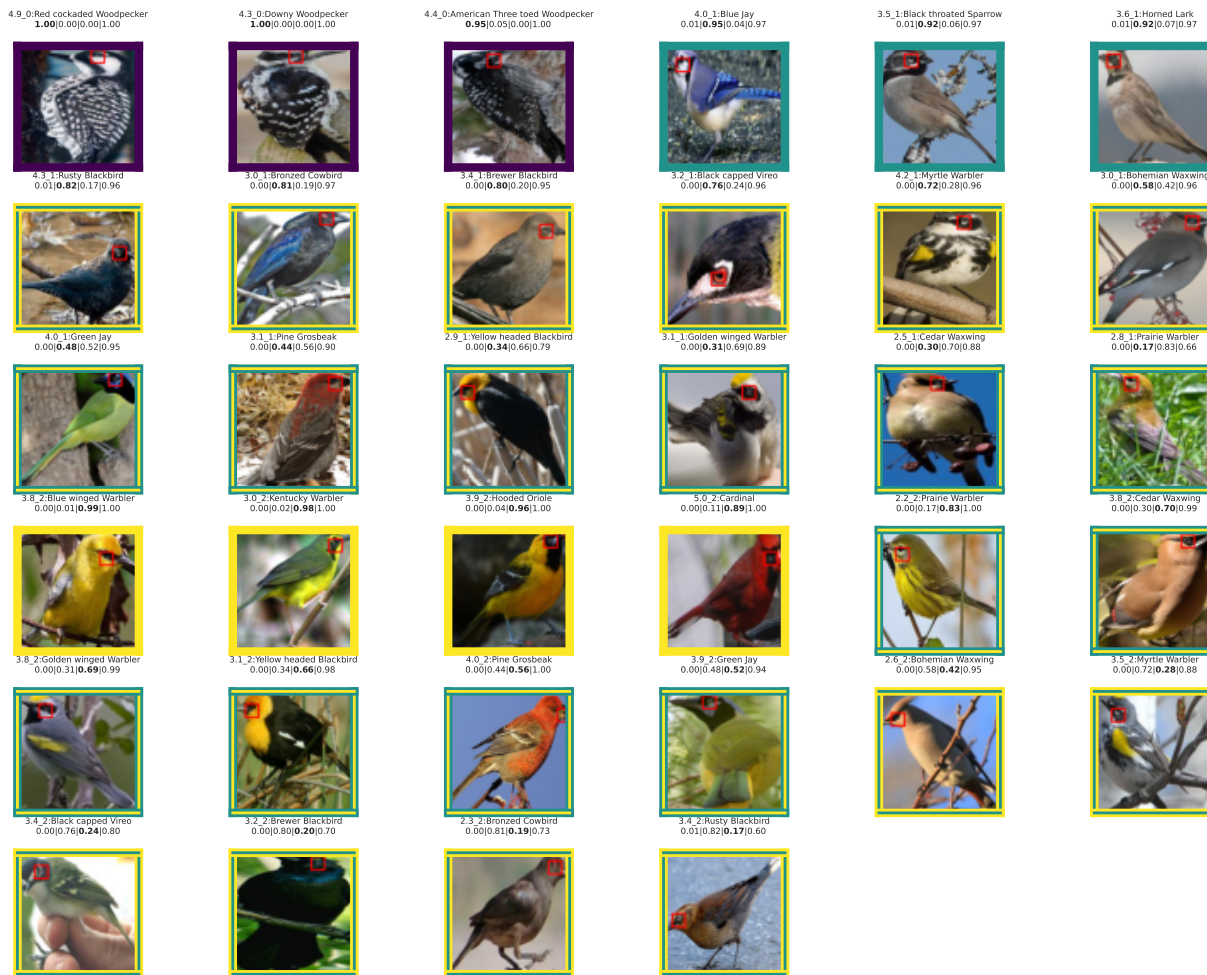 4.9_0:Red cockaded Woodpecker
1.00|0.00|0.00|1.00
4.3_0:Downy Woodpecker
1.00|0.00|0.00|1.00
4.4_0:American Three toed Woodpecker
0.95|0.05|0.00|1.00
4.0_1:Blue Jay
0.01|0.95|0.04|0.97
3.5_1:Black throated Sparrow
0.01|0.92|0.06|0.97
3.6_1:Horned Lark
0.01|0.92|0.07|0.97
4.3_1:Rusty Blackbird
0.01|0.82|0.17|0.96
3.0_1:Bronzed Cowbird
0.00|0.81|0.19|0.97
3.4_1:Brewer Blackbird
0.00|0.80|0.20|0.95
3.2_1:Black capped Vireo
0.00|0.76|0.24|0.96
4.2_1:Myrtle Warbler
0.00|0.72|0.28|0.96
3.0_1:Bohemian Waxwing
0.00|0.58|0.42|0.96
4.0_1:Green Jay
0.00|0.48|0.52|0.95
3.1_1:Pine Grosbeak
0.00|0.44|0.56|0.90
2.9_1:Yellow headed Blackbird
0.00|0.34|0.66|0.79
3.1_1:Golden winged Warbler
0.00|0.31|0.69|0.89
2.5_1:Cedar Waxwing
0.00|0.30|0.70|0.88
2.8_1:Prairie Warbler
0.00|0.17|0.83|0.66
3.8_2:Blue winged Warbler
0.00|0.01|0.99|1.00
3.0_2:Kentucky Warbler
0.00|0.02|0.98|1.00
3.9_2:Hooded Oriole
0.00|0.04|0.96|1.00
5.0_2:Cardinal
0.00|0.11|0.89|1.00
2.2_2:Prairie Warbler
0.00|0.17|0.83|1.00
3.8_2:Cedar Waxwing
0.00|0.30|0.70|0.99
3.8_2:Golden winged Warbler
0.00|0.31|0.69|0.99
3.1_2:Yellow headed Blackbird
0.00|0.34|0.66|0.98
4.0_2:Pine Grosbeak
0.00|0.44|0.56|1.00
3.9_2:Green Jay
0.00|0.48|0.52|0.94
2.6_2:Bohemian Waxwing
0.00|0.58|0.42|0.95
3.5_2:Myrtle Warbler
0.00|0.72|0.28|0.88
3.4_2:Black capped Vireo
0.00|0.76|0.24|0.80
3.2_2:Brewer Blackbird
0.00|0.80|0.20|0.70
2.3_2:Bronzed Cowbird
0.00|0.81|0.19|0.73
3.4_2:Rusty Blackbird
0.01|0.82|0.17|0.60